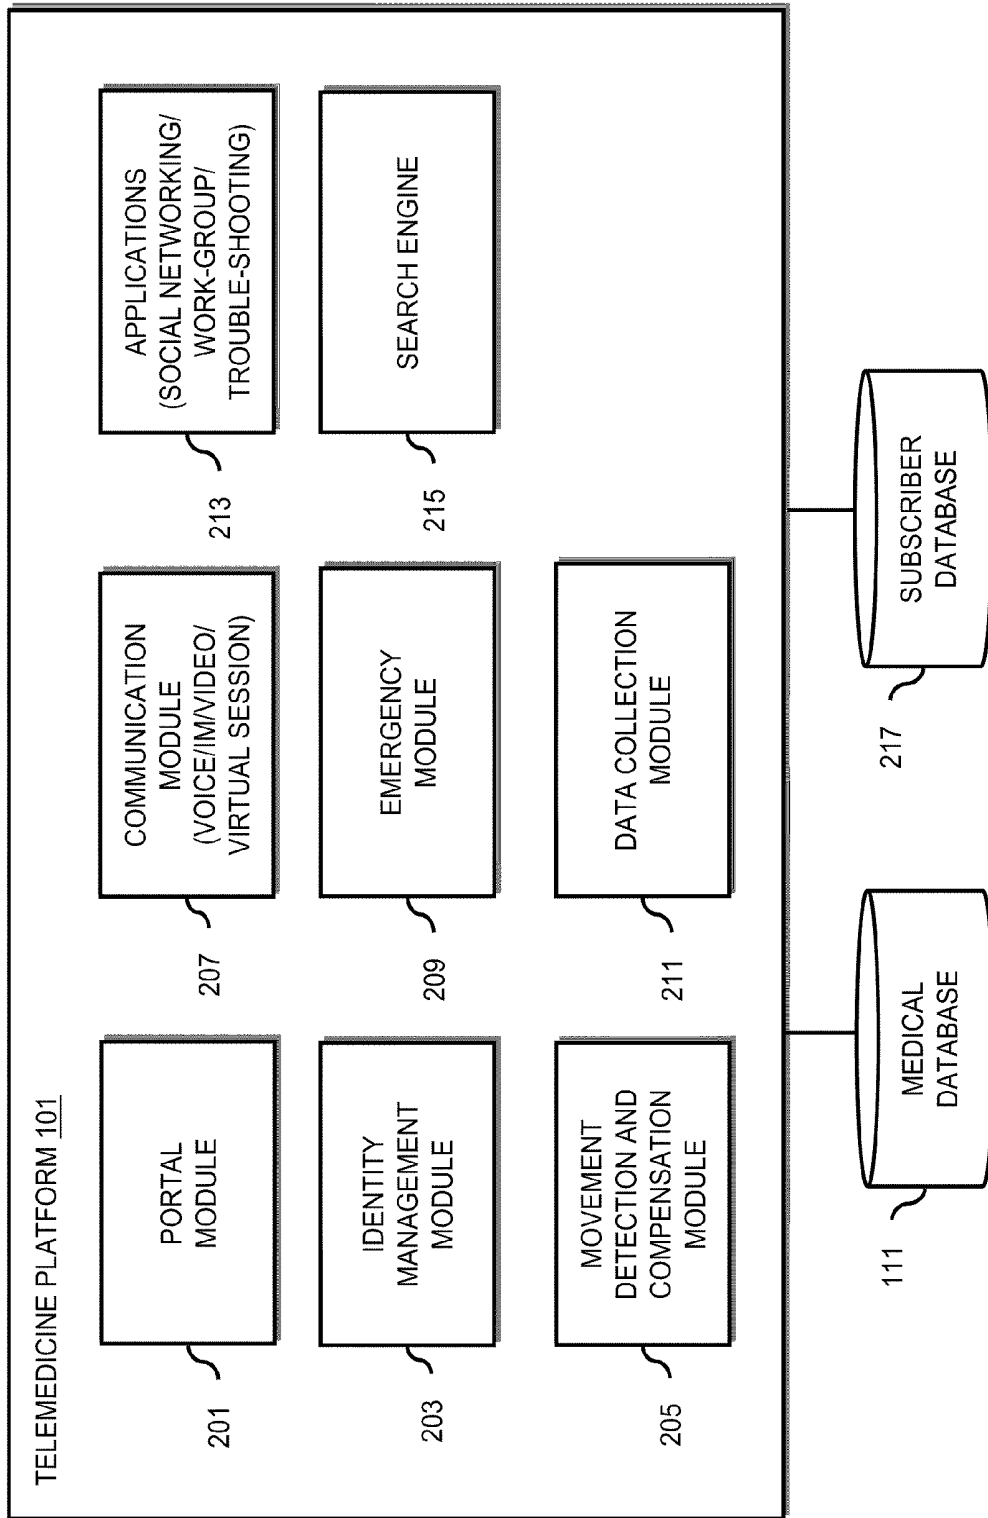 TELEMEDICINE PLATFORM 101
PORTAL
MODULE
201
IDENTITY
MANAGEMENT
MODULE
203
MOVEMENT
DETECTION AND
COMPENSATION
MODULE
205
COMMUNICATION
MODULE
(VOICE/IM/VIDEO/
VIRTUAL SESSION)
207
EMERGENCY
MODULE
209
DATA COLLECTION
MODULE
211
APPLICATIONS
(SOCIAL NETWORKING/
WORK-GROUP/
TROUBLE-SHOOTING)
213
SEARCH ENGINE
215
MEDICAL
DATABASE
111
SUBSCRIBER
DATABASE
217